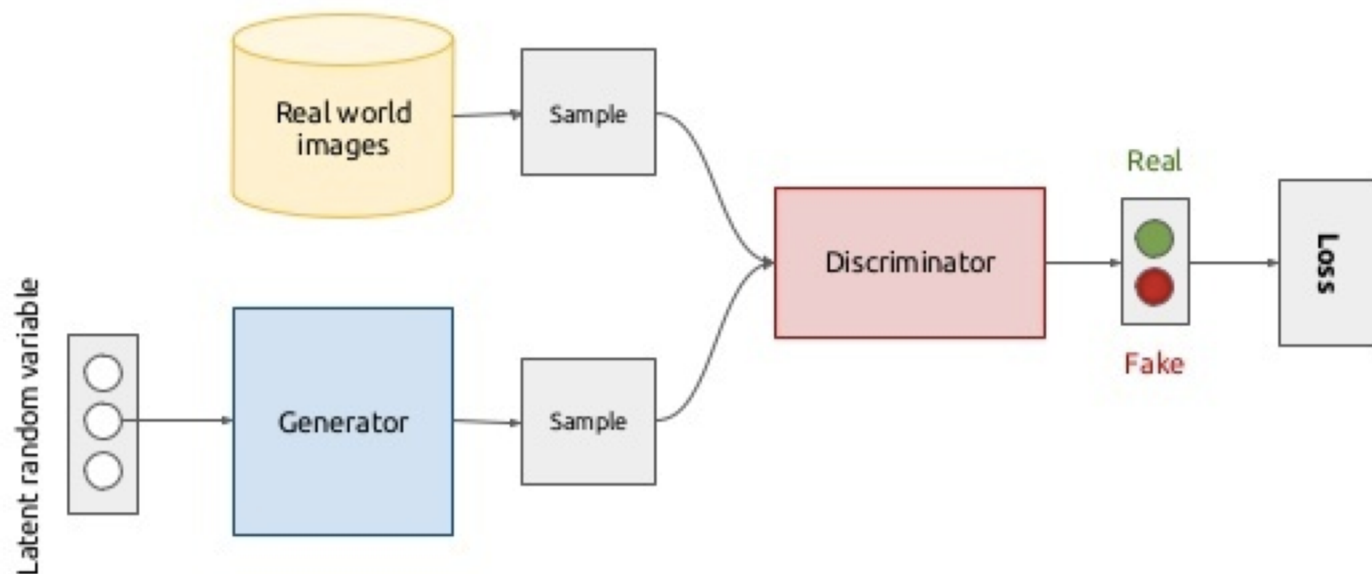 Real world
images
Sample
Real
Discriminator
Loss
Fake
Latent random variable
Generator
Sample